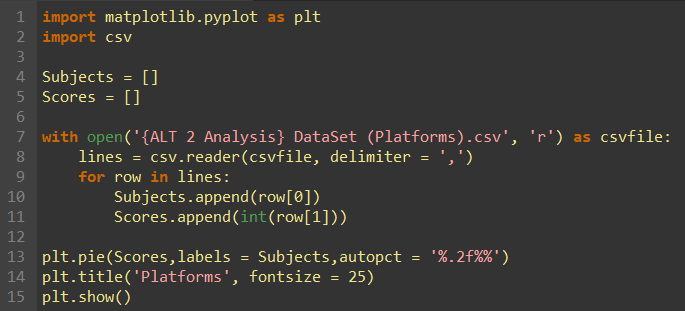 1 import matplotlib.pyplot as plt
2 import csv
3
4 Subjects = []
5 Scores = []
6
7 with open('{ALT 2 Analysis} DataSet (Platforms).csv', 'r') as csvfile:
8     lines = csv.reader(csvfile, delimiter = ',')
9     for row in lines:
10         Subjects.append(row[0])
11         Scores.append(int(row[1]))
12
13 plt.pie(Scores,labels = Subjects,autopct = '%.2f%%')
14 plt.title('Platforms', fontsize = 25)
15 plt.show()